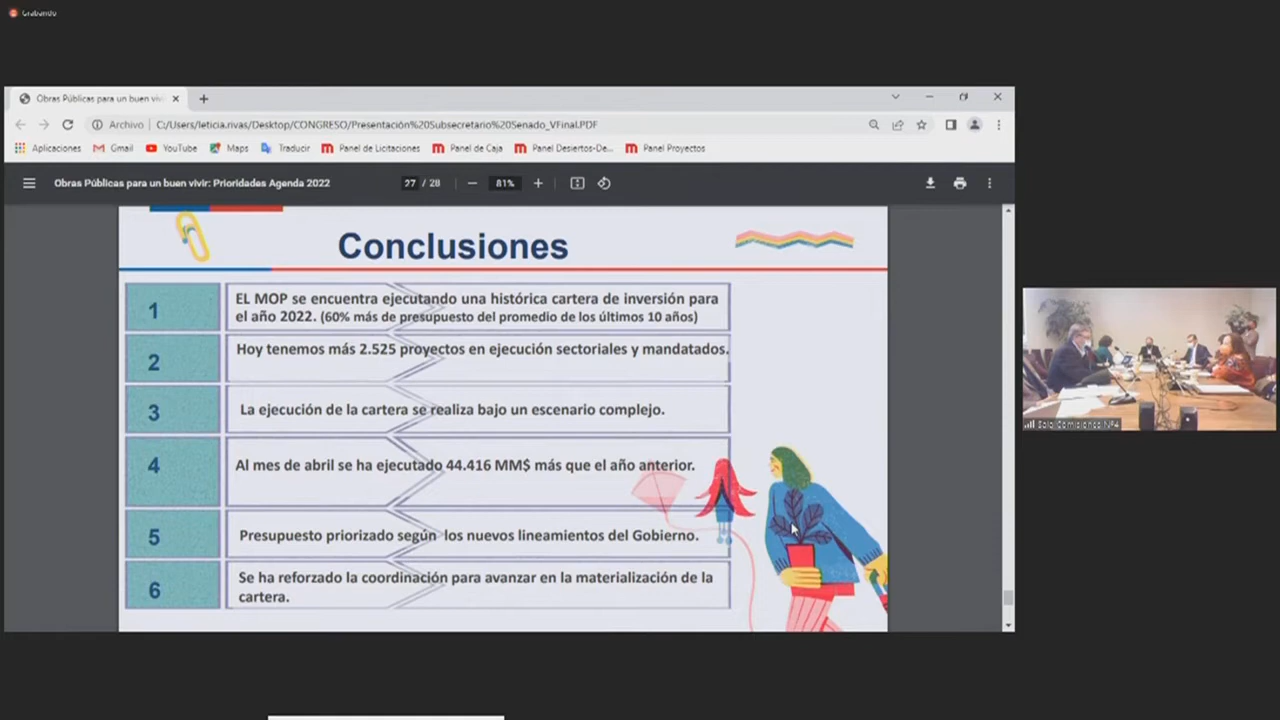 Grabando
Obras Públicas para un buen vivi
Archivo C:/Users/leticia.rivas/Desktop/CONGRESO/Presentación%20Subsecretario%20Senado_VFinal.PDF
Aplicaciones Gmail YouTube Maps Traducir Panel de Licitaciones Panel de Caja Panel Desiertos-De... Panel Proyectos
Obras Públicas para un buen vivir: Prioridades Agenda 2022 27 / 28 81%
Conclusiones
1 EL MOP se encuentra ejecutando una histórica cartera de inversión para
el año 2022. (60% más de presupuesto del promedio de los últimos 10 años)
2 Hoy tenemos más 2.525 proyectos en ejecución sectoriales y mandatados.
3 La ejecución de la cartera se realiza bajo un escenario complejo.
4 Al mes de abril se ha ejecutado 44.416 MM$ más que el año anterior.
5 Presupuesto priorizado según los nuevos lineamientos del Gobierno.
6 Se ha reforzado la coordinación para avanzar en la materialización de la
cartera.
Sala Comisiones Nº4